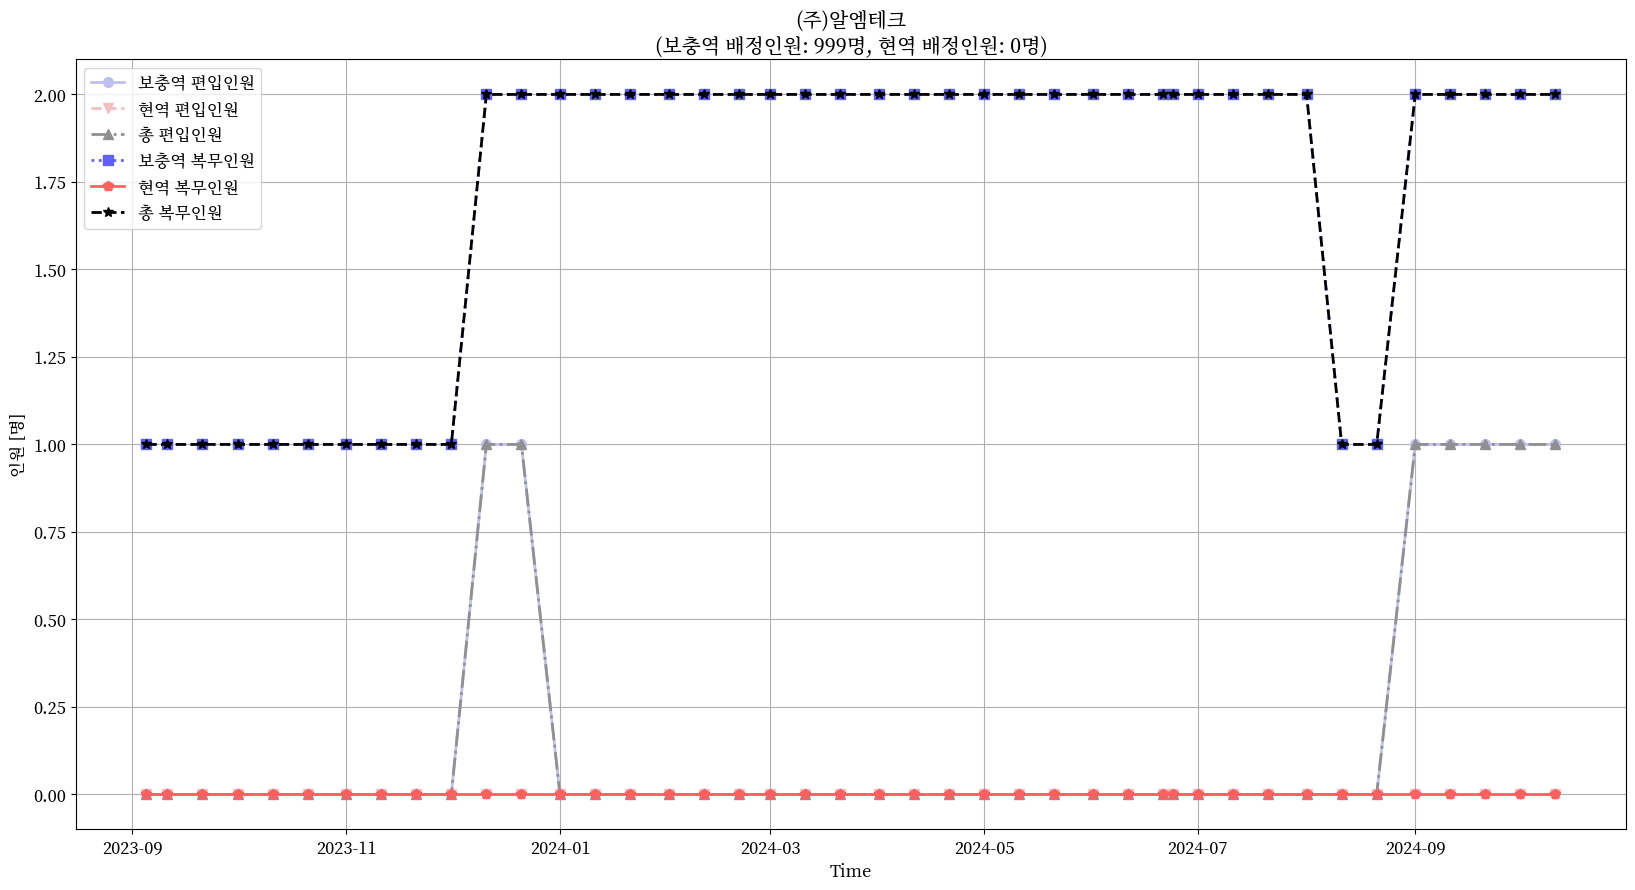 (주)알엠테크
(보충역 배정인원: 999명, 현역 배정인원: 0명)
보충역 편입인원
현역 편입인원
총 편입인원
보충역 복무인원
현역 복무인원
총 복무인원
2.00
1.75
1.50
1.25
1.00
0.75
0.50
0.25
0.00
인원 [명]
2023-09
2023-11
2024-01
2024-03
2024-05
2024-07
2024-09
Time